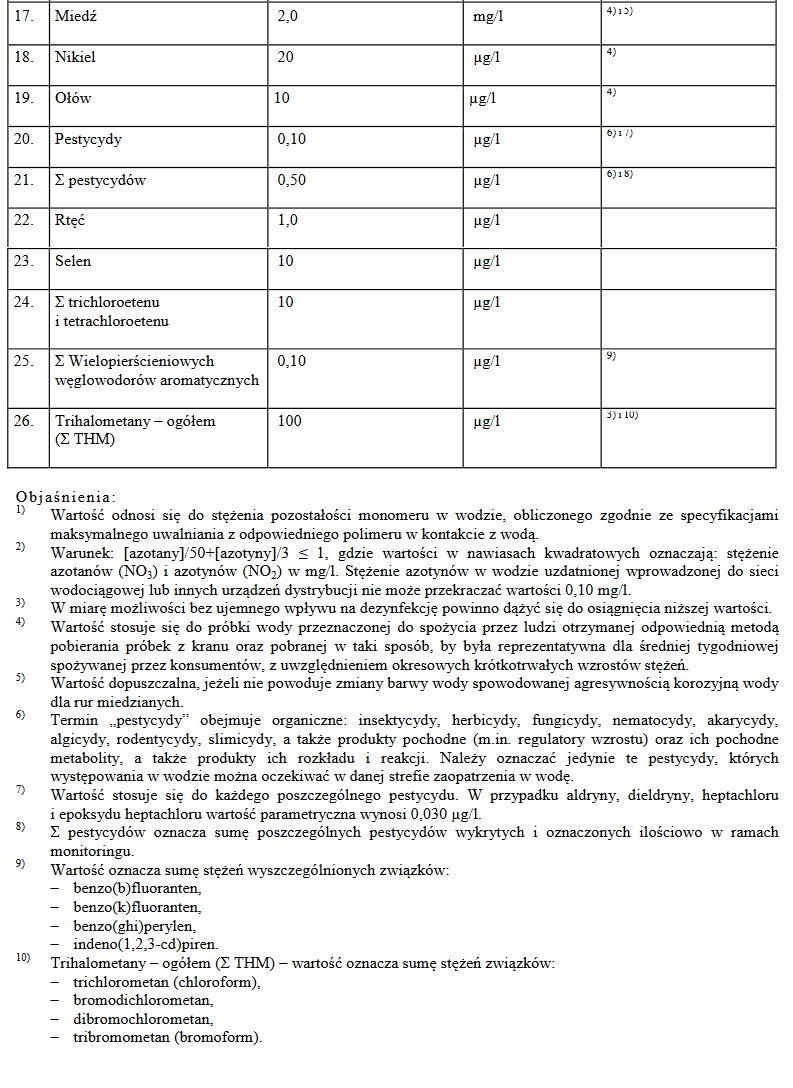 17. Miedź 2,0 mg/l 4) i 5)
18. Nikiel 20 µg/l 4)
19. Ołów 10 µg/l 4)
20. Pestycydy 0,10 µg/l 6) i 7)
21. Σ pestycydów 0,50 µg/l 6) i 8)
22. Rtęć 1,0 µg/l
23. Selen 10 µg/l
24. Σ trichloroetenu 10 µg/l
i tetrachloroetenu
25. Σ Wielopierścieniowych 0,10 µg/l 9)
węglowodorów aromatycznych
26. Trihalometany – ogółem 100 µg/l 3) i 10)
(Σ THM)
Objaśnienia:
1) Wartość odnosi się do stężenia pozostałości monomeru w wodzie, obliczonego zgodnie ze specyfikacjami
maksymalnego uwalniania z odpowiedniego polimeru w kontakcie z wodą.
2) Warunek: [azotany]/50+[azotyny]/3 ≤ 1, gdzie wartości w nawiasach kwadratowych oznaczają: stężenie
azotanów (NO3) i azotynów (NO2) w mg/l. Stężenie azotynów w wodzie uzdatnionej wprowadzonej do sieci
wodociągowej lub innych urządzeń dystrybucji nie może przekraczać wartości 0,10 mg/l.
3) W miarę możliwości bez ujemnego wpływu na dezynfekcję powinno dążyć się do osiągnięcia niższej wartości.
4) Wartość stosuje się do próbki wody przeznaczonej do spożycia przez ludzi otrzymanej odpowiednią metodą
pobierania próbek z kranu oraz pobranej w taki sposób, by była reprezentatywna dla średniej tygodniowej
spożywanej przez konsumentów, z uwzględnieniem okresowych krótkotrwałych wzrostów stężeń.
5) Wartość dopuszczalna, jeżeli nie powoduje zmiany barwy wody spowodowanej agresywnością korozyjną wody
dla rur miedzianych.
6) Termin „pestycydy” obejmuje organiczne: insektycydy, herbicydy, fungicydy, nematocydy, akarycydy,
algicydy, rodentycydy, slimicydy, a także produkty pochodne (m.in. regulatory wzrostu) oraz ich pochodne
metabolity, a także produkty ich rozkładu i reakcji. Należy oznaczać jedynie te pestycydy, których
występowania w wodzie można oczekiwać w danej strefie zaopatrzenia w wodę.
7) Wartość stosuje się do każdego poszczególnego pestycydu. W przypadku aldryny, dieldryny, heptachloru
i epoksydu heptachloru wartość parametryczna wynosi 0,030 µg/l.
8) Σ pestycydów oznacza sumę poszczególnych pestycydów wykrytych i oznaczonych ilościowo w ramach
monitoringu.
9) Wartość oznacza sumę stężeń wyszczególnionych związków:
– benzo(b)fluoranten,
– benzo(k)fluoranten,
– benzo(ghi)perylen,
– indeno(1,2,3-cd)piren.
10) Trihalometany – ogółem (Σ THM) – wartość oznacza sumę stężeń związków:
– trichlorometan (chloroform),
– bromodichlorometan,
– dibromochlorometan,
– tribromometan (bromoform).